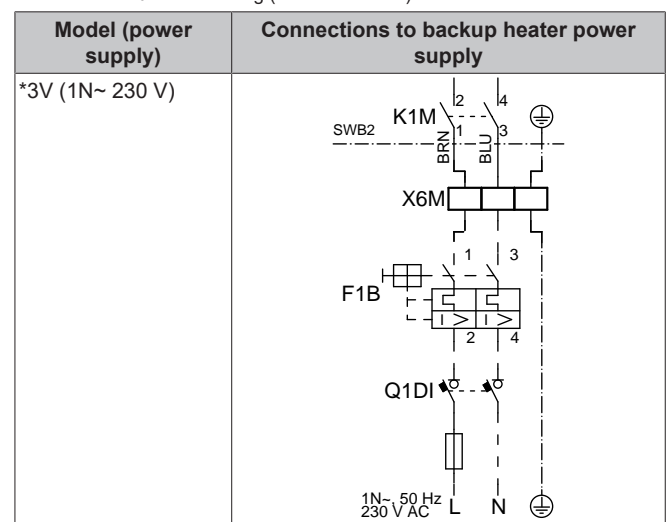 Model (power supply)
Connections to backup heater power supply
*3V (1N~ 230 V)
2 4
K1M
SWB2
1 3
BRN BLU
X6M
1 3
F1B
I > I >
2 4
Q1DI
1N~, 50 Hz
230 V AC
L N